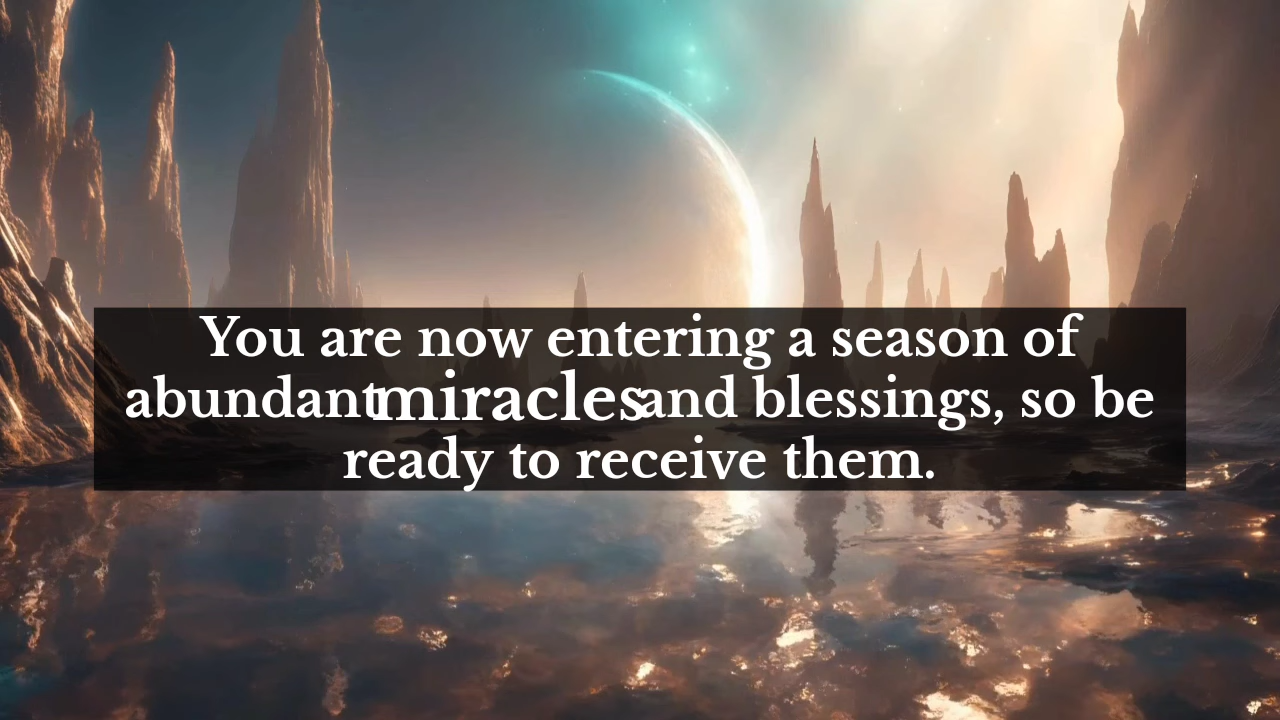 You are now entering a season of
abundant miracles and blessings, so be
ready to receive them.